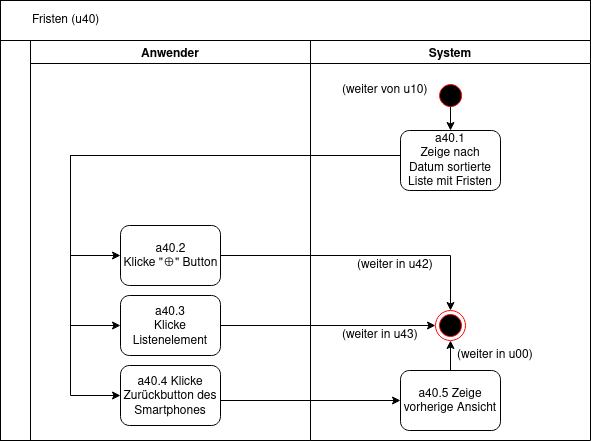 Fristen (u40)
Anwender
System
(weiter von u10)
a40.1
Zeige nach
Datum sortierte
Liste mit Fristen
a40.2
Klicke "⊕" Button
(weiter in u42)
a40.3
Klicke
Listenelement
(weiter in u43)
(weiter in u00)
a40.4 Klicke
Zurückbutton des
Smartphones
a40.5 Zeige
vorherige Ansicht